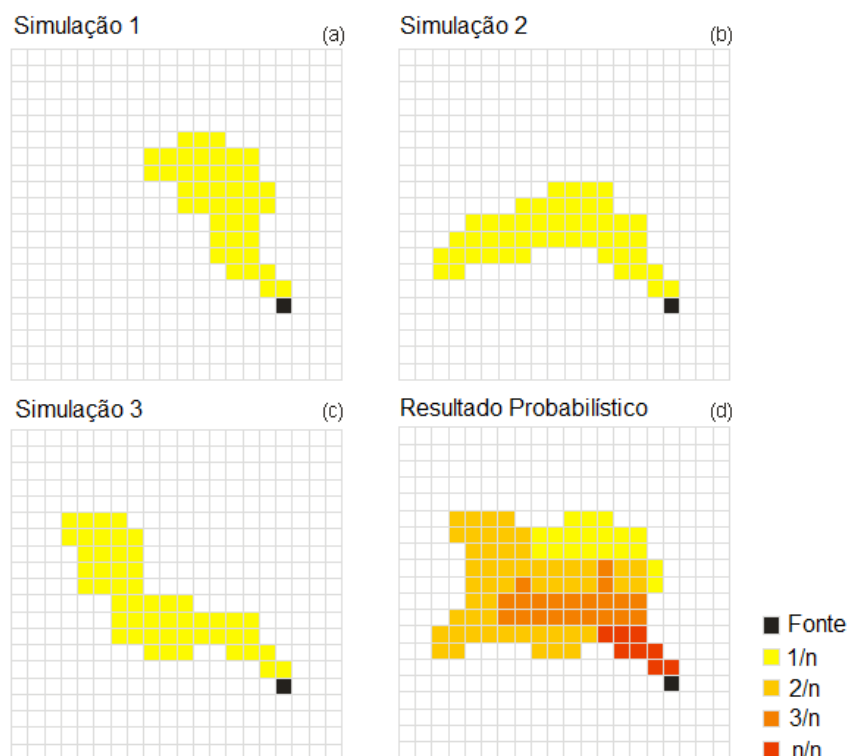 Simulação 1 (a)
Simulação 2 (b)
Simulação 3 (c)
Resultado Probabilístico (d)
Fonte
1/n
2/n
3/n
n/n